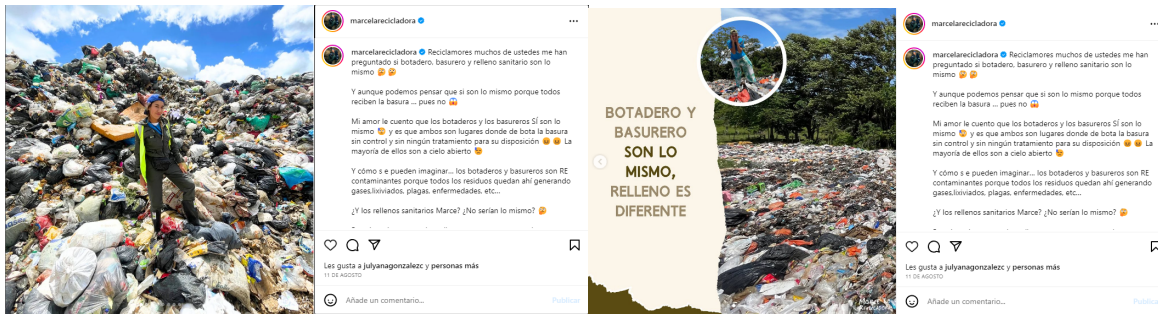 marcelarecicladora
marcelarecicladora Reciclamores muchos de ustedes me han
preguntado si botadero, basurero y relleno sanitario son lo
mismo 🤔 🤔
Y aunque podemos pensar que si son lo mismo porque todos
reciben la basura ... pues no 😱
Mi amor le cuento que los botaderos y los basureros SÍ son lo
mismo 🤯 y es que ambos son lugares donde de bota la basura
sin control y sin ningún tratamiento para su disposición 😡 😡 La
mayoría de ellos son a cielo abierto
Y cómo s e pueden imaginar... los botaderos y basureros son RE
contaminantes porque todos los residuos quedan ahí generando
gases,lixiviados, plagas, enfermedades, etc...
¿Y los rellenos sanitarios Marce? ¿No serían lo mismo? 🤔
Les gusta a julyanagonzalezc y personas más
11 DE AGOSTO
Añade un comentario...
Publicar
BOTADERO Y
BASURERO
SON LO
MISMO,
RELLENO ES
DIFERENTE
marcelarecicladora
marcelarecicladora Reciclamores muchos de ustedes me han
preguntado si botadero, basurero y relleno sanitario son lo
mismo 🤔 🤔
Y aunque podemos pensar que si son lo mismo porque todos
reciben la basura ... pues no 😱
Mi amor le cuento que los botaderos y los basureros SÍ son lo
mismo 🤯 y es que ambos son lugares donde de bota la basura
sin control y sin ningún tratamiento para su disposición 😡 😡 La
mayoría de ellos son a cielo abierto
Y cómo s e pueden imaginar... los botaderos y basureros son RE
contaminantes porque todos los residuos quedan ahí generando
gases,lixiviados, plagas, enfermedades, etc...
¿Y los rellenos sanitarios Marce? ¿No serían lo mismo? 🤔
Les gusta a julyanagonzalezc y personas más
11 DE AGOSTO
Añade un comentario...
Publicar